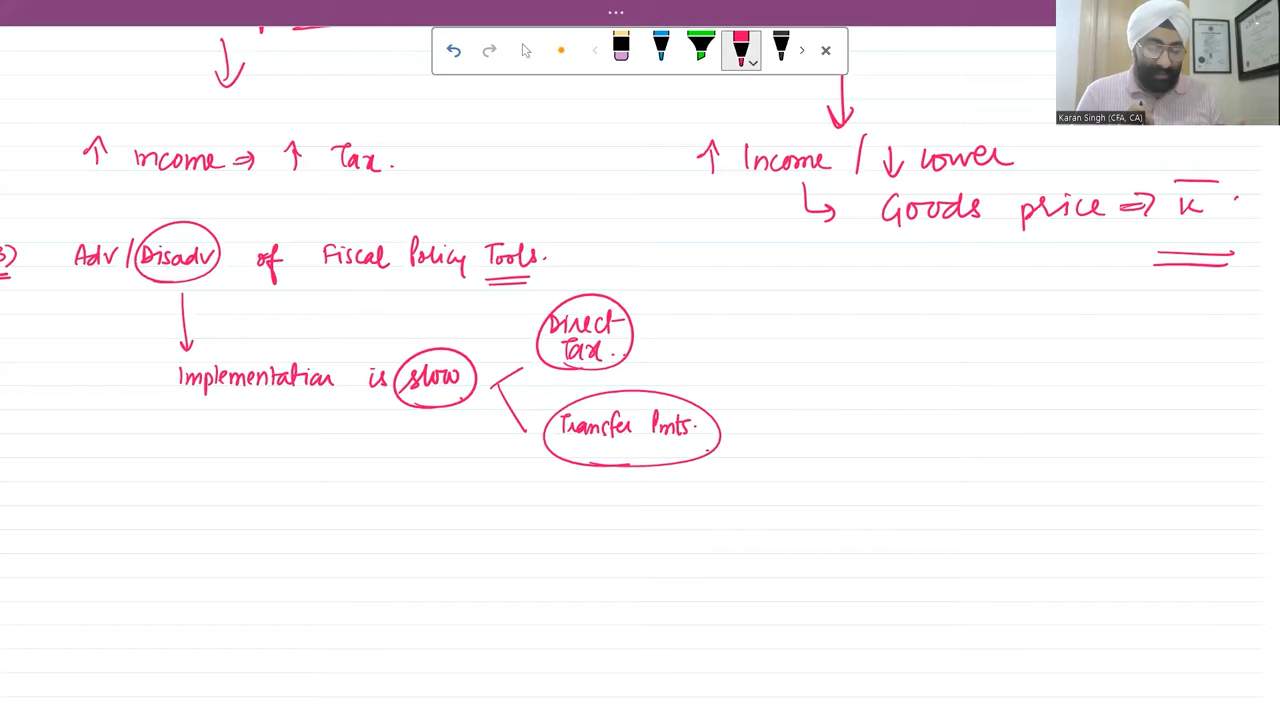 Karan Singh (CFA, CA)
↑ Income ⇒ ↑ Tax.
↑ Income / ↓ Lower
↳ Goods price ⇒ K̅
3) Adv/Disadv of Fiscal Policy Tools.
Direct
Tax..
Implementation is slow
Transfer Pmts.